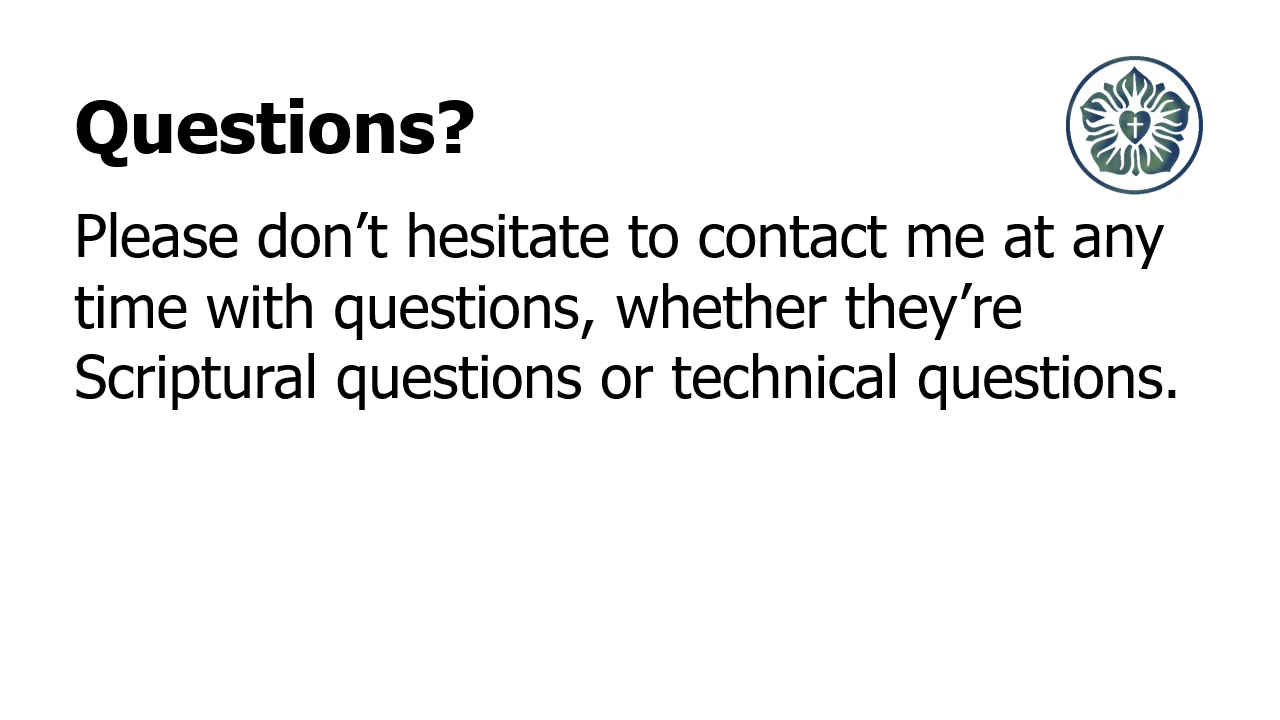 Questions?
Please don’t hesitate to contact me at any
time with questions, whether they’re
Scriptural questions or technical questions.